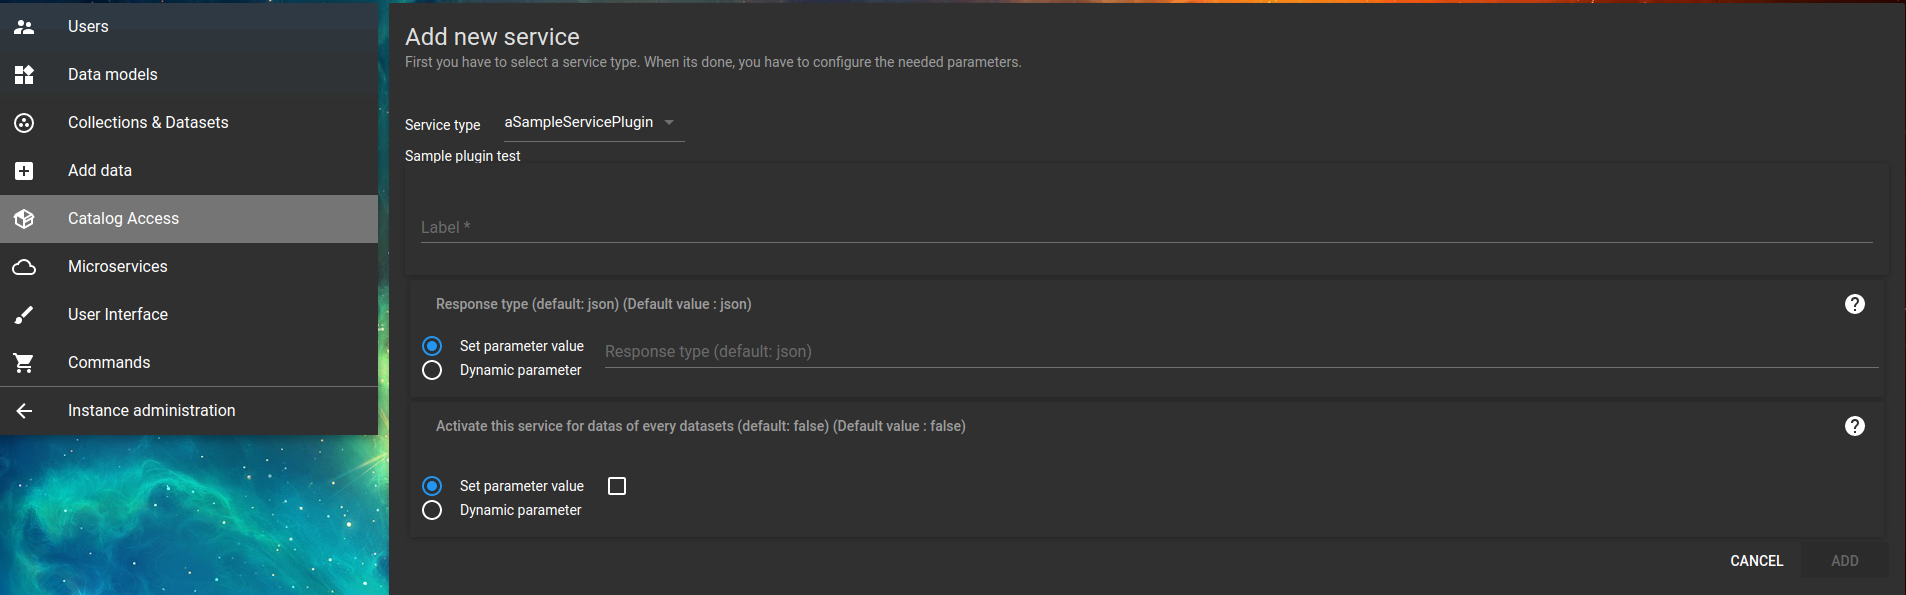 Users
Data models
Collections & Datasets
Add data
Catalog Access
Microservices
User Interface
Commands
Instance administration
Add new service
First you have to select a service type. When its done, you have to configure the needed parameters.
Service type aSampleServicePlugin
Sample plugin test
Label *
Response type (default: json) (Default value : json)
Set parameter value Response type (default: json)
Dynamic parameter
Activate this service for datas of every datasets (default: false) (Default value : false)
Set parameter value
Dynamic parameter
CANCEL ADD